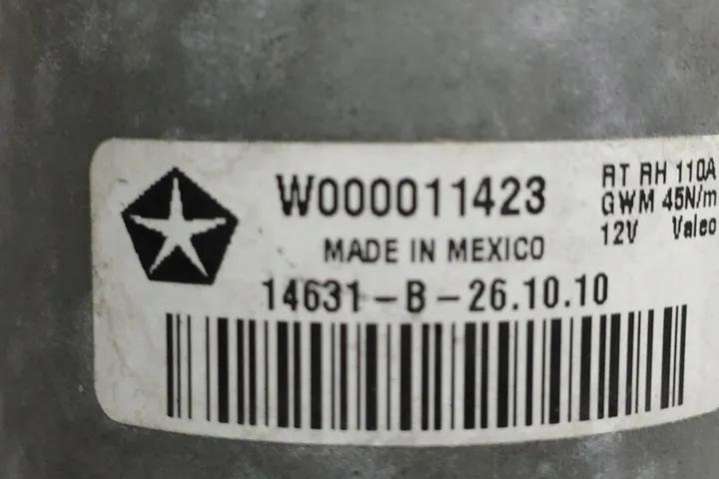 W000011423
MADE IN MEXICO
14631-B-26.10.10
RT RH 110A
GWM 45N/m
12V Valeo